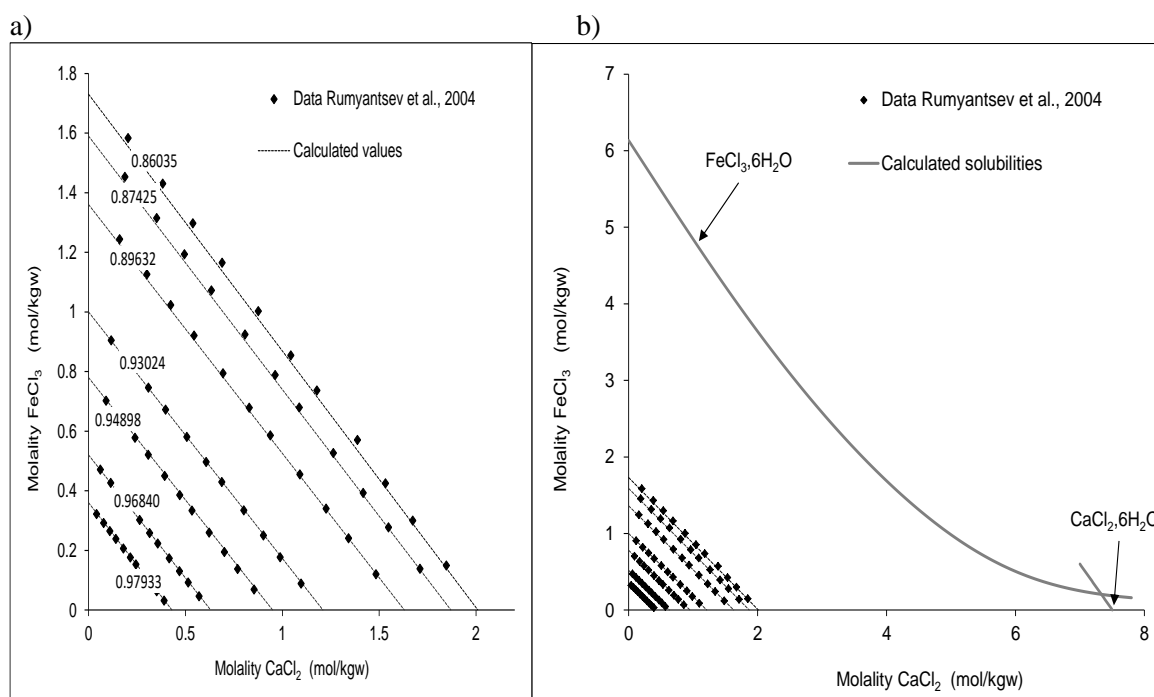 a)
1.8
1.6
1.4
1.2
1
0.8
0.6
0.4
0.2
0
0
0.5
1
1.5
2
Molality FeCl₃ (mol/kgw)
Molality CaCl₂ (mol/kgw)
Data Rumyantsev et al., 2004
Calculated values
0.86035
0.87425
0.89632
0.93024
0.94898
0.96840
0.97933
b)
7
6
5
4
3
2
1
0
0
2
4
6
8
Molality FeCl₃ (mol/kgw)
Molality CaCl₂ (mol/kgw)
Data Rumyantsev et al., 2004
Calculated solubilities
FeCl₃,6H₂O
CaCl₂,6H₂O